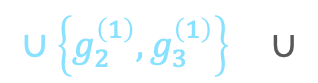 ∪ {g₂⁽¹⁾, g₃⁽¹⁾} ∪